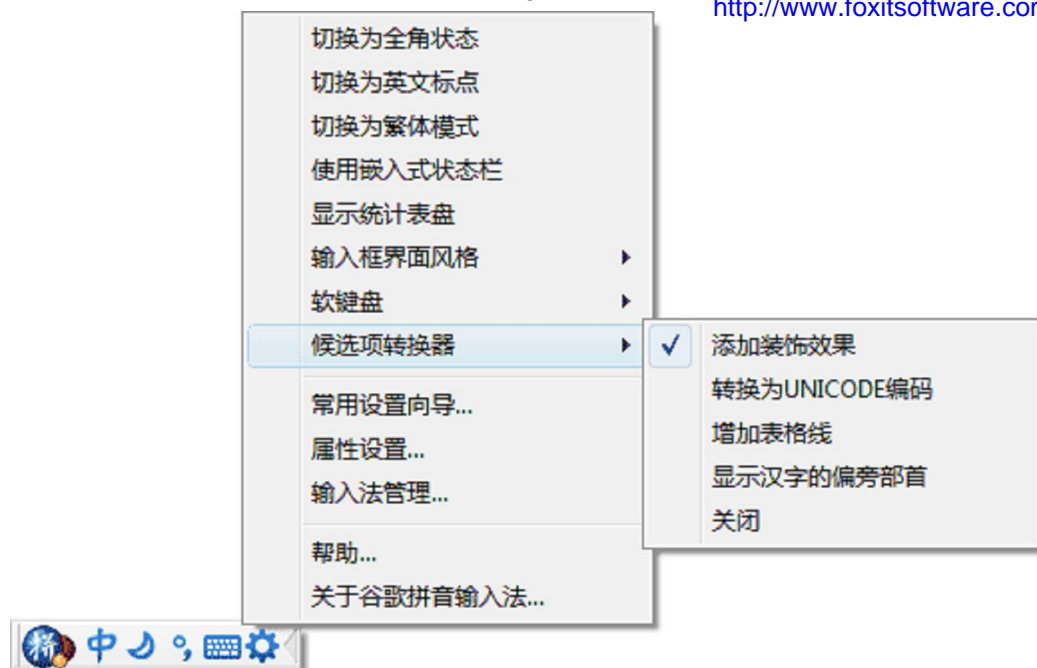 http://www.foxitsoftware.com
切换为全角状态
切换为英文标点
切换为繁体模式
使用嵌入式状态栏
显示统计表盘
输入框界面风格
软键盘
候选项转换器
添加装饰效果
转换为UNICODE编码
增加表格线
显示汉字的偏旁部首
关闭
常用设置向导...
属性设置...
输入法管理...
帮助...
关于谷歌拼音输入法...
拼 中 °,